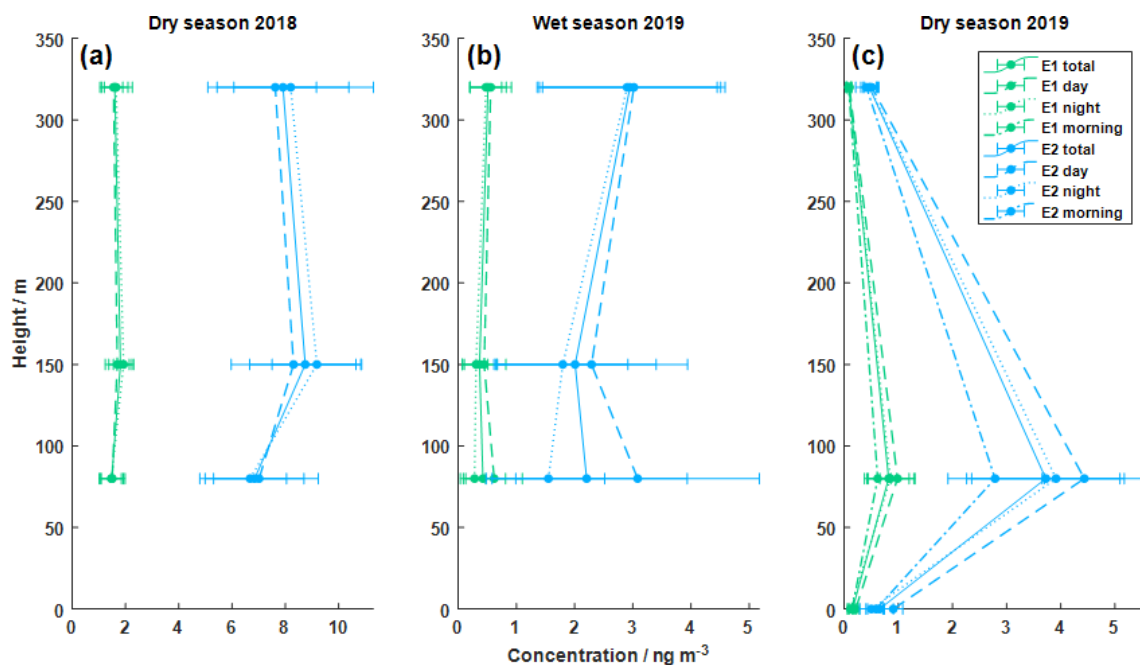 Dry season 2018
Wet season 2019
Dry season 2019
(a)
(b)
(c)
350
300
250
200
150
100
50
0
350
300
250
200
150
100
50
0
350
300
250
200
150
100
50
0
E1 total
E1 day
E1 night
E1 morning
E2 total
E2 day
E2 night
E2 morning
Height / m
0 2 4 6 8 10
0 1 2 3 4 5
0 1 2 3 4 5
Concentration / ng m⁻³